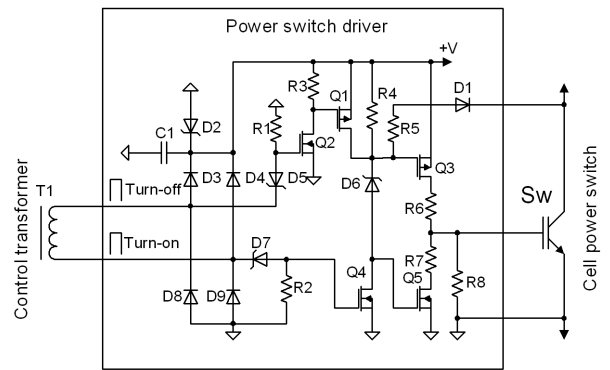 Power switch driver
+V
R3
Q1
R4
D1
D2
R1
R5
C1
Q2
Q3
D3
D4
D5
D6
T1
Turn-off
R6
Sw
Control transformer
Cell power switch
Turn-on
D7
R7
Q4
Q5
R2
R8
D8
D9